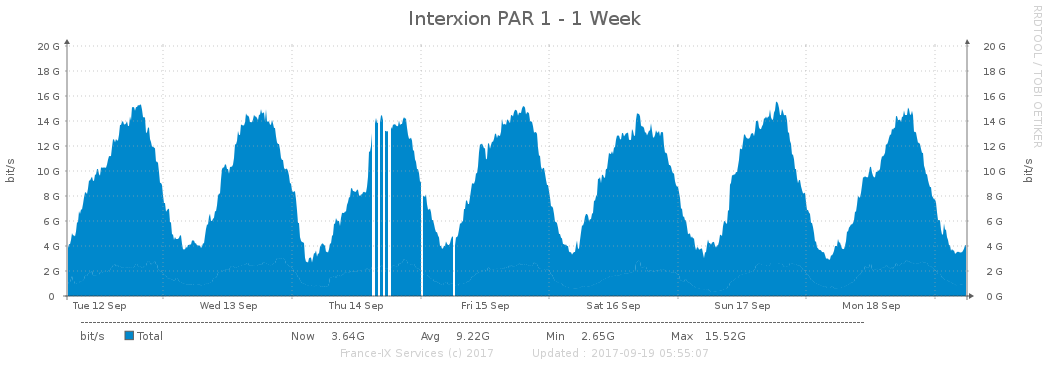 Interxion PAR 1 - 1 Week
RRDTOOL / TOBI OETIKER
bit/s
bit/s
20 G 20 G
18 G 18 G
16 G 16 G
14 G 14 G
12 G 12 G
10 G 10 G
8 G 8 G
6 G 6 G
4 G 4 G
2 G 2 G
0 0 G
Tue 12 Sep Wed 13 Sep Thu 14 Sep Fri 15 Sep Sat 16 Sep Sun 17 Sep Mon 18 Sep
bit/s Total Now 3.64G Avg 9.22G Min 2.65G Max 15.52G
France-IX Services (c) 2017 Updated : 2017-09-19 05:55:07